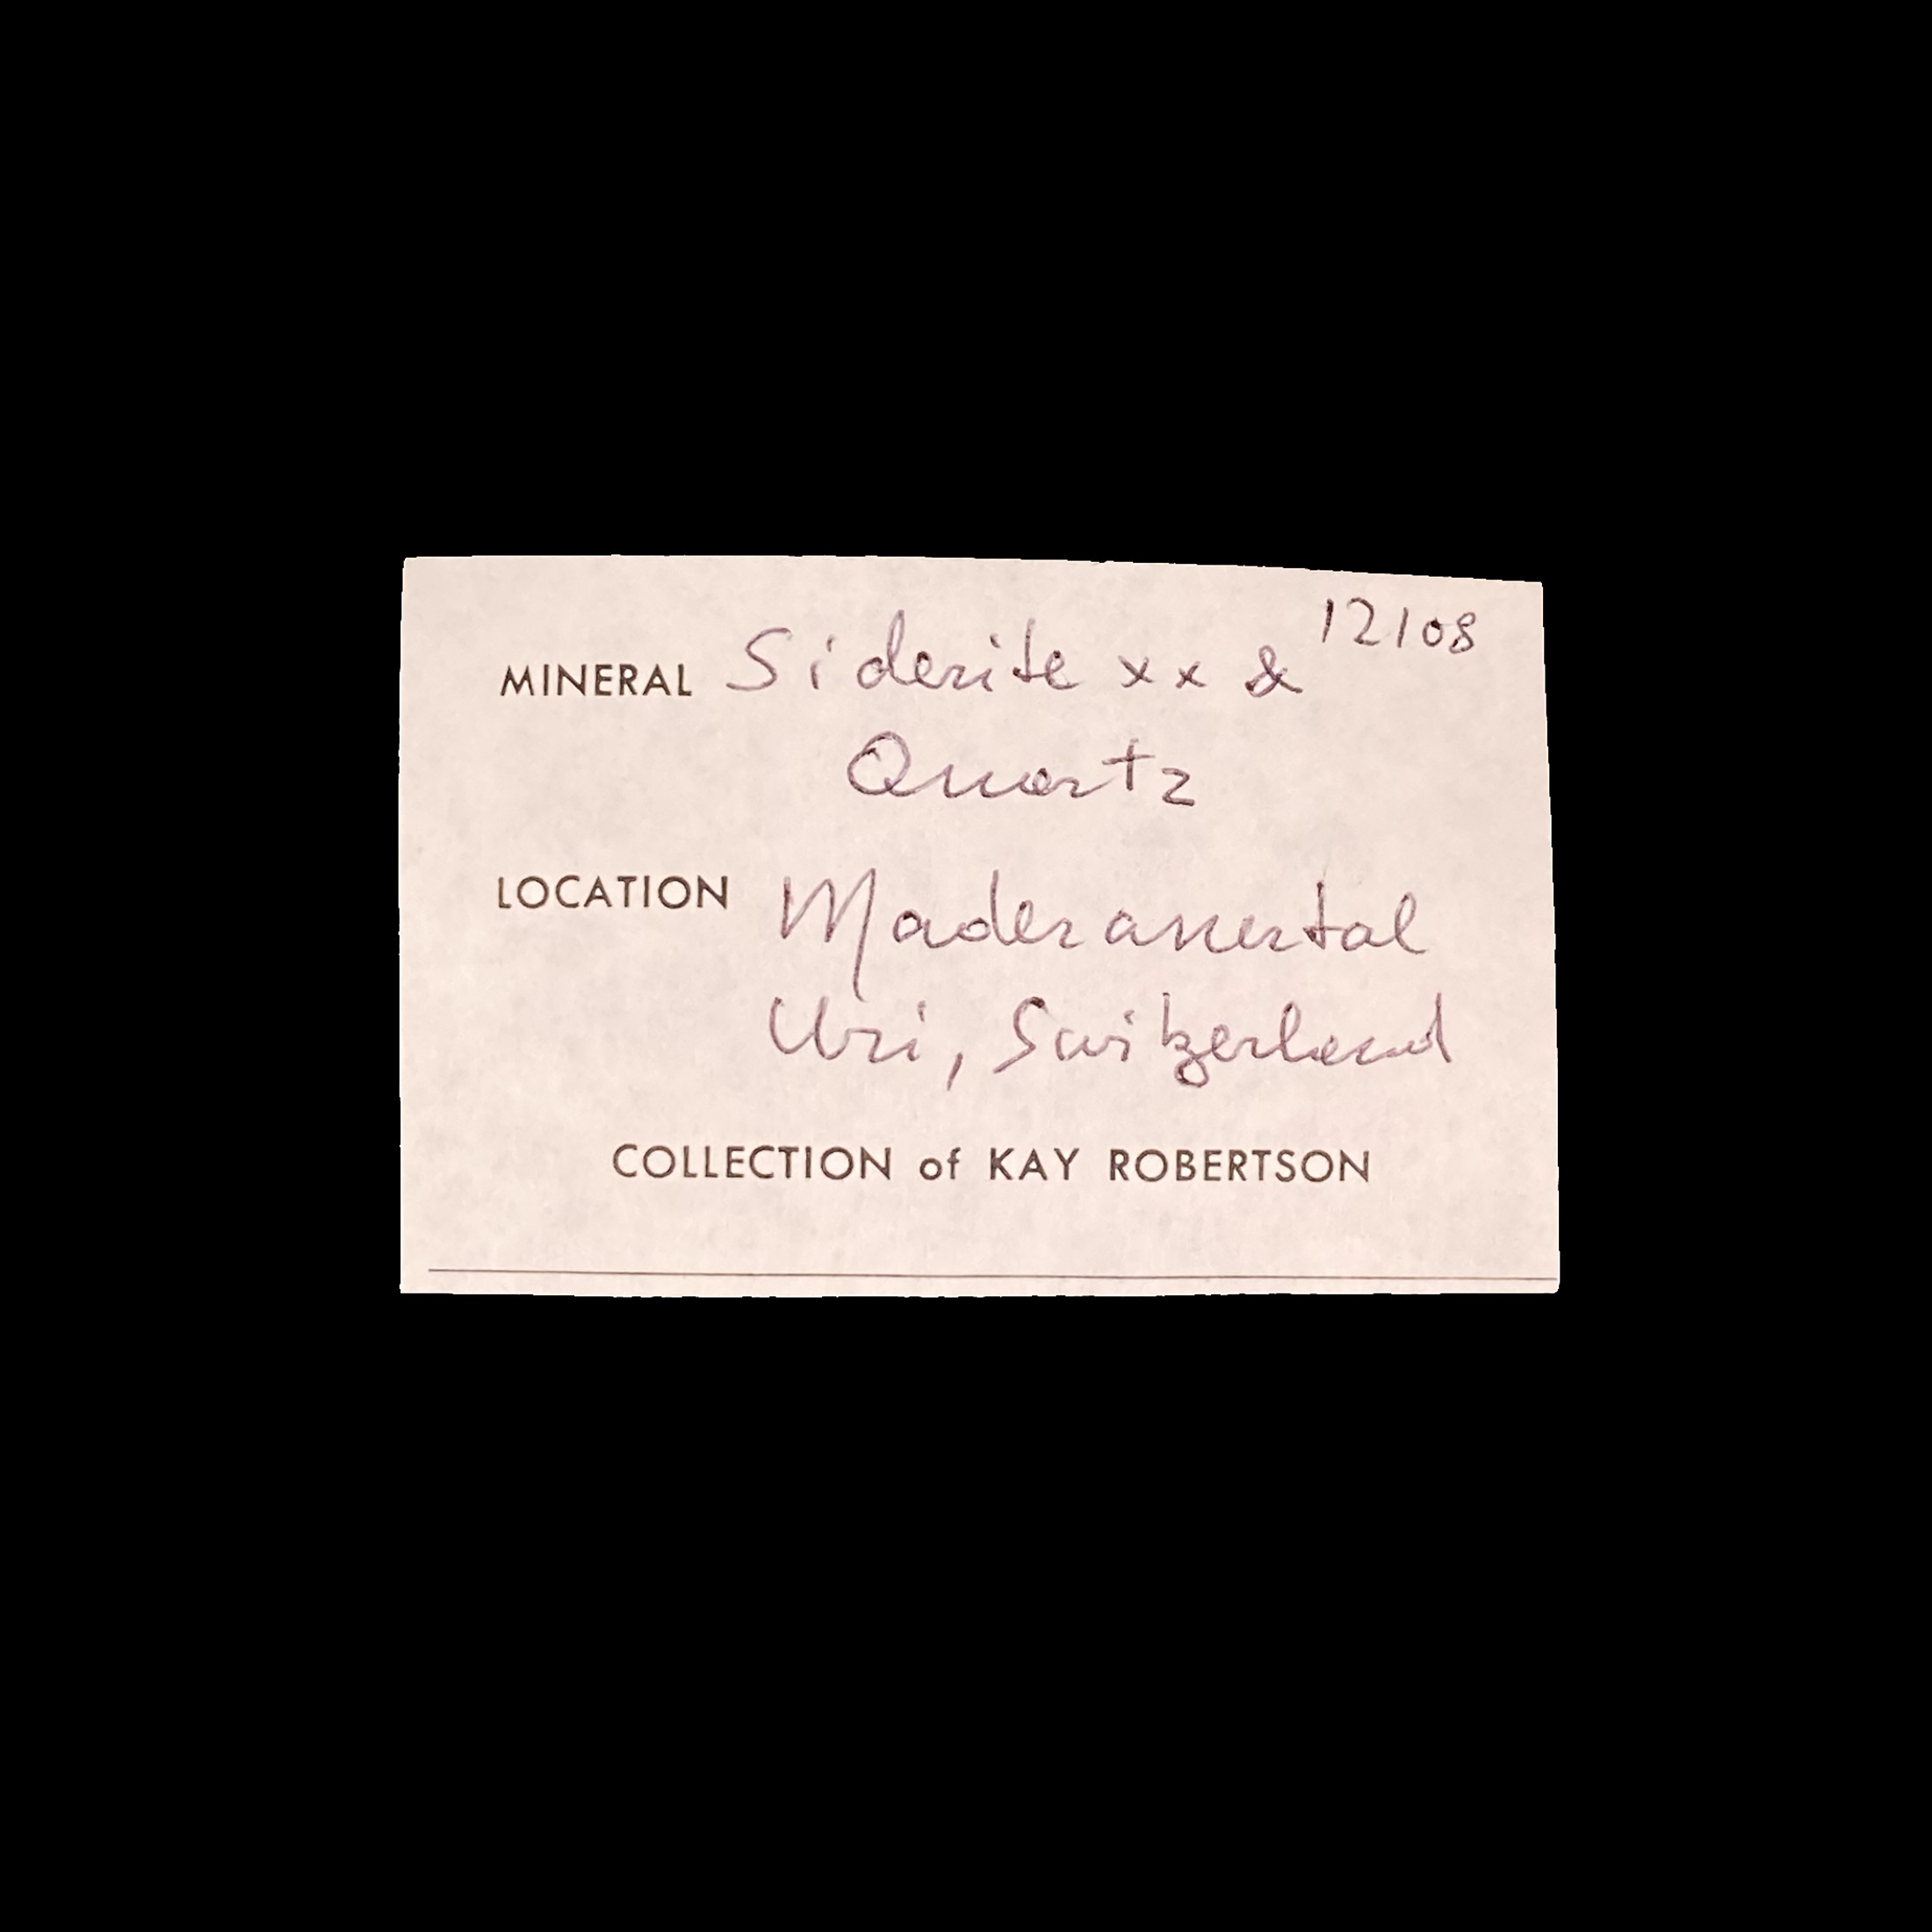 12108
MINERAL Siderite xx &
Quartz
LOCATION Maderanertal
Uri, Switzerland
COLLECTION of KAY ROBERTSON